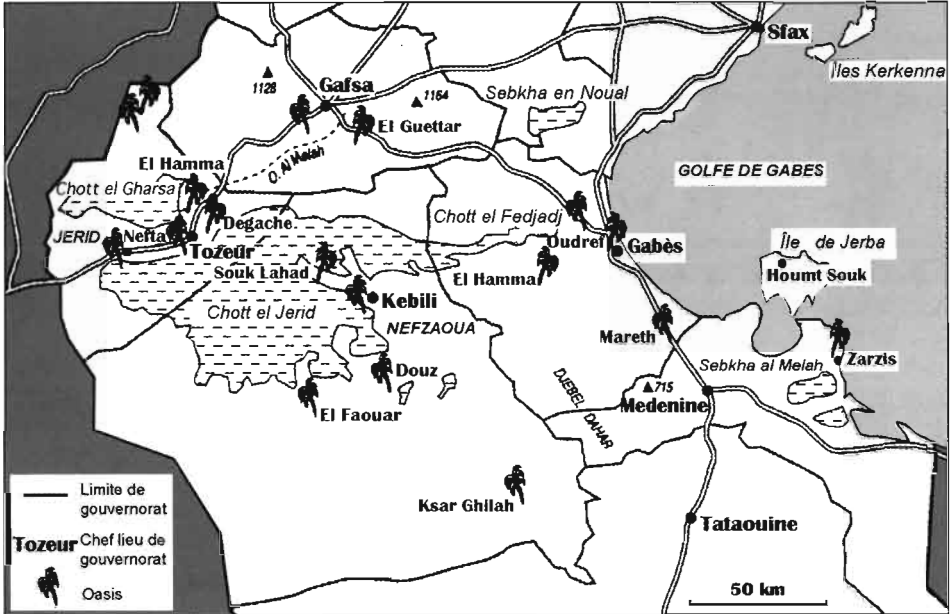 Sfax
Îles Kerkenna
1128
Gafsa
1164
Sebkha en Noual
El Guettar
O. Al Melah
El Hamma
Chott el Gharsa
GOLFE DE GABES
Degache
Chott el Fedjadj
JERID
Nefta
Tozeur
Oudref
Gabès
Île de Jerba
Houmt Souk
Souk Lahad
El Hamma
Kebili
Chott el Jerid
NEFZAOUA
Mareth
Sebkha al Melah
Zarzis
Douz
715
Medenine
El Faouar
DJEBEL
DAHAR
Ksar Ghilah
Tataouine
50 km
Limite de
gouvernorat
Tozeur Chef lieu de
gouvernorat
Oasis